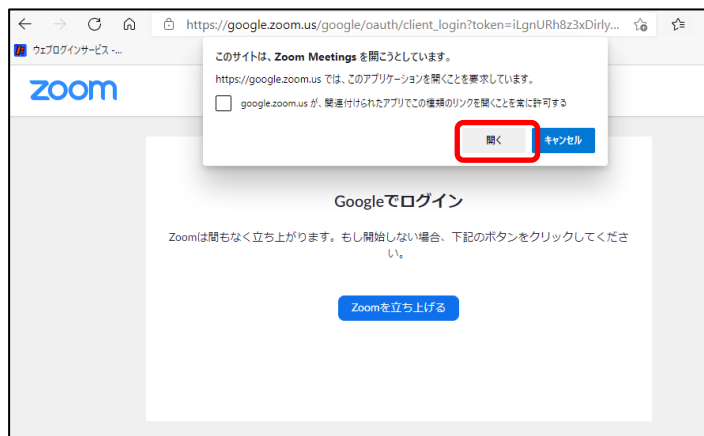 https://google.zoom.us/google/oauth/client_login?token=iLgnURh8z3xDirly...
ウェブログインサービス -...
このサイトは、Zoom Meetings を開こうとしています。
https://google.zoom.us では、このアプリケーションを開くことを要求しています。
google.zoom.us が、関連付けられたアプリでこの種類のリンクを開くことを常に許可する
開く キャンセル
zoom
Googleでログイン
Zoomは間もなく立ち上がります。もし開始しない場合、下記のボタンをクリックしてくださ
い。
Zoomを立ち上げる